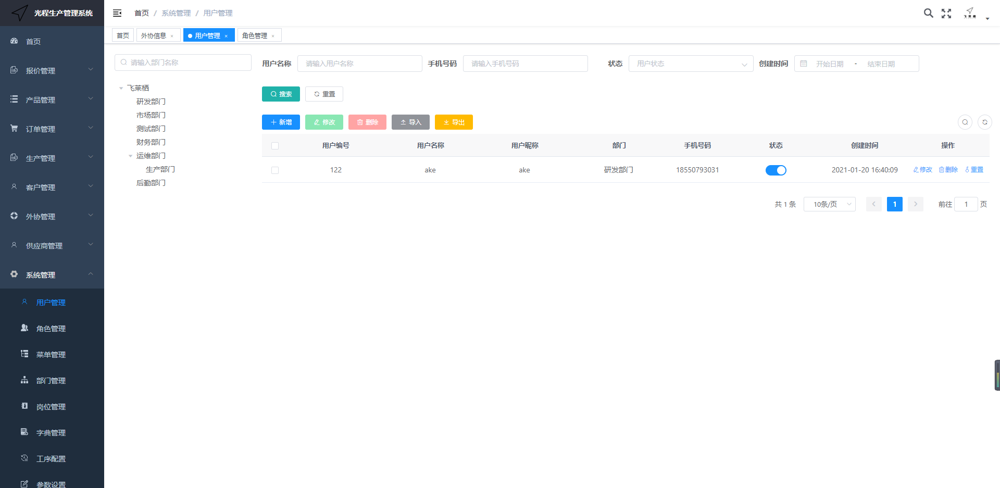 光程生产管理系统
首页 / 系统管理 / 用户管理
首页
外协信息 ×
用户管理 ×
角色管理 ×
首页
报价管理
产品管理
订单管理
生产管理
客户管理
外协管理
供应商管理
系统管理
用户管理
角色管理
菜单管理
部门管理
岗位管理
字典管理
工序配置
参数设置
请输入部门名称
飞莱栖
研发部门
市场部门
测试部门
财务部门
运维部门
生产部门
后勤部门
用户名称 请输入用户名称 手机号码 请输入手机号码 状态 用户状态 创建时间 开始日期 - 结束日期
搜索 重置
新增 修改 删除 导入 导出
用户编号 用户名称 用户昵称 部门 手机号码 状态 创建时间 操作
122 ake ake 研发部门 18550793031 2021-01-20 16:40:09 修改 删除 重置
共 1 条 10条/页 1 前往 1 页